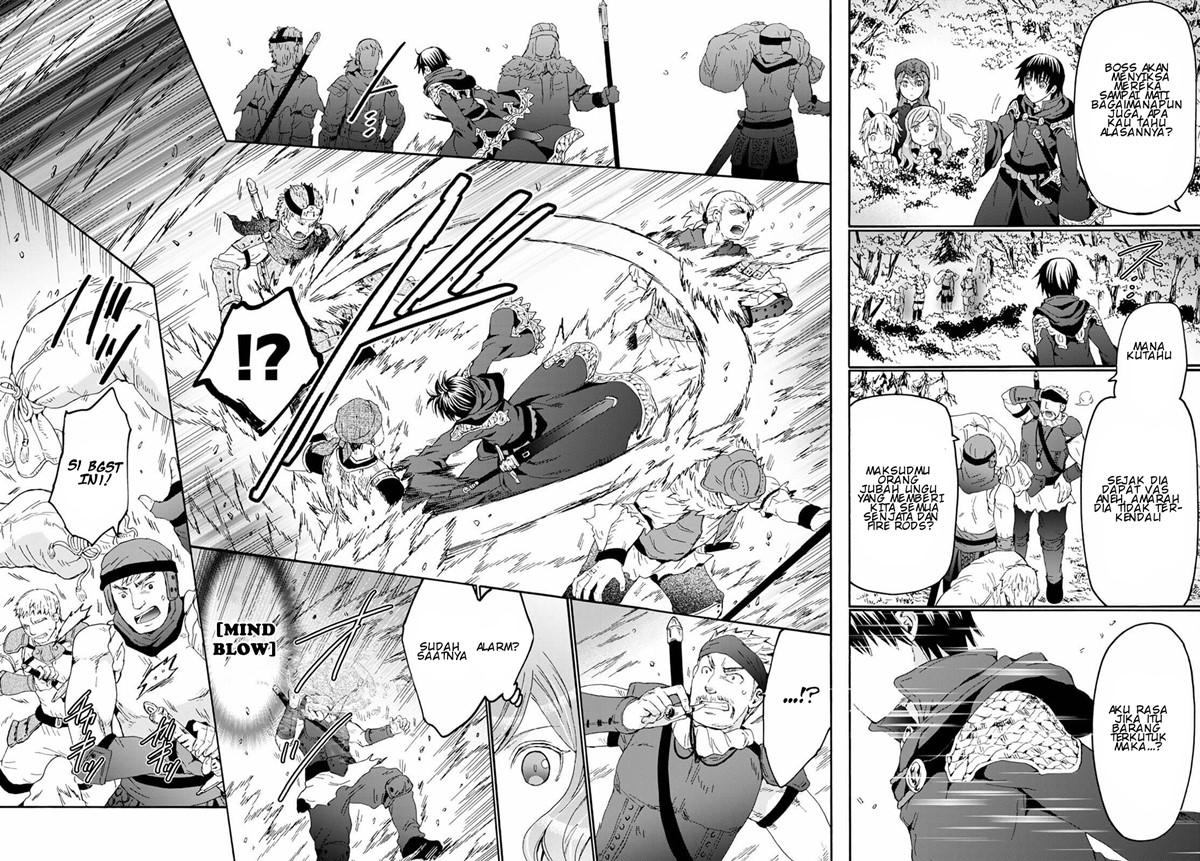 BOSS AKAN
MENYIKSA
MEREKA
SAMPAI MATI
BAGAIMANAPUN
JUGA, APA
KAU TAHU
ALASANNYA?
MANA
KUTAHU
SEJAK DIA
DAPAT VAS
ANEH, AMARAH
DIA TIDAK TER-
KENDALI
MAKSUDMU
ORANG
JUBAH UNGU
YANG MEMBERI
KITA SEMUA
SENJATA DAN
FIRE RODS?
AKU RASA
JIKA ITU
BARANG
TERKUTUK
MAKA...?
!?
...!?
SUDAH ALARM?
SAATNYA
[MIND
BLOW]
SI BGST
INI!